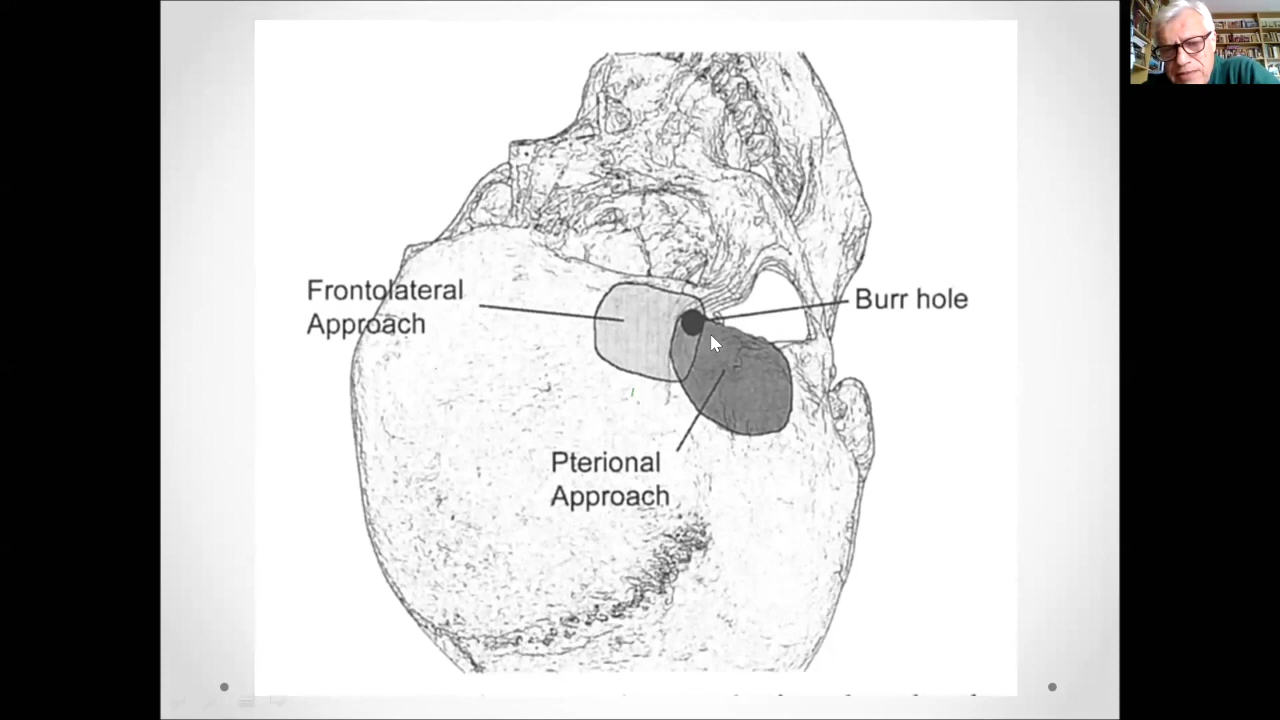 Frontolateral
Approach
Burr hole
Pterional
Approach